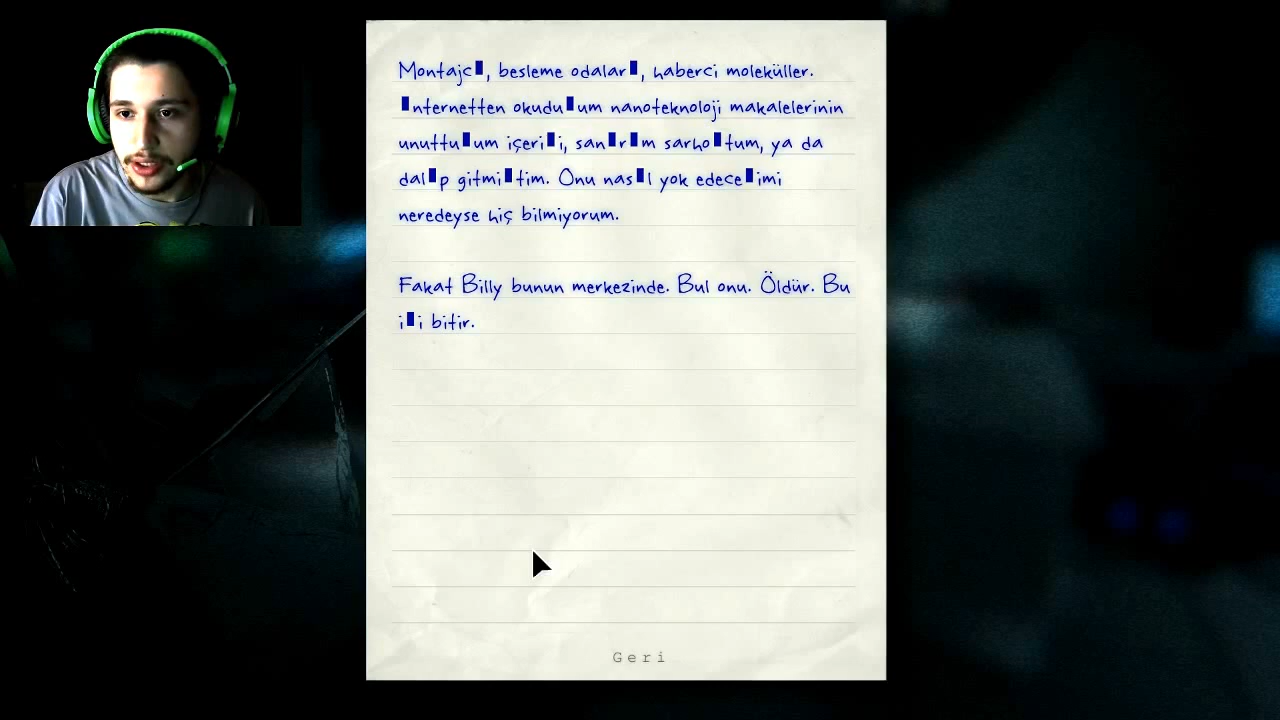 Montajc▮, besleme odalar▮, haberci moleküller.
▮nternetten okudu▮um nanoteknoloji makalelerinin
unuttu▮um içeri▮i, san▮r▮m sarho▮tum, ya da
dal▮p gitmi▮tim. Onu nas▮l yok edece▮imi
neredeyse hiç bilmiyorum.
Fakat Billy bunun merkezinde. Bul onu. Öldür. Bu
i▮i bitir.
Geri